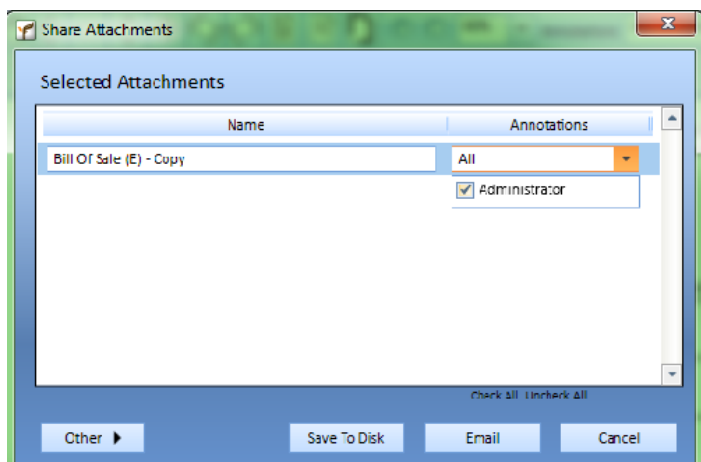 Share Attachments
Selected Attachments
Name Annotations
Bill Of Sale (E) - Copy All
Administrator
Check All Uncheck All
Other Save To Disk Email Cancel